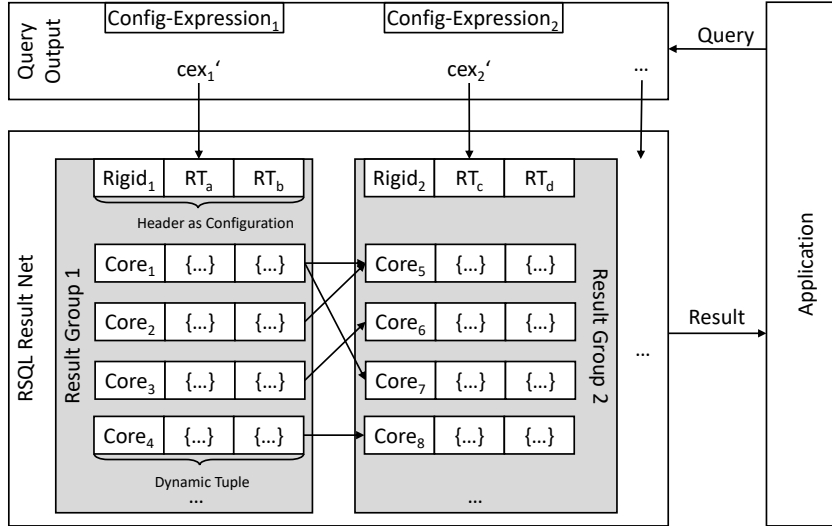 Query Output
Config-Expression₁
Config-Expression₂
cex₁‘
cex₂‘
...
Query
Application
RSQL Result Net
Result Group 1
Rigid₁ RTₐ RT_b
Header as Configuration
Core₁ {...} {...}
Core₂ {...} {...}
Core₃ {...} {...}
Core₄ {...} {...}
Dynamic Tuple
...
Rigid₂ RT_c RT_d
Core₅ {...} {...}
Core₆ {...} {...}
Core₇ {...} {...}
Core₈ {...} {...}
...
Result Group 2
...
Result